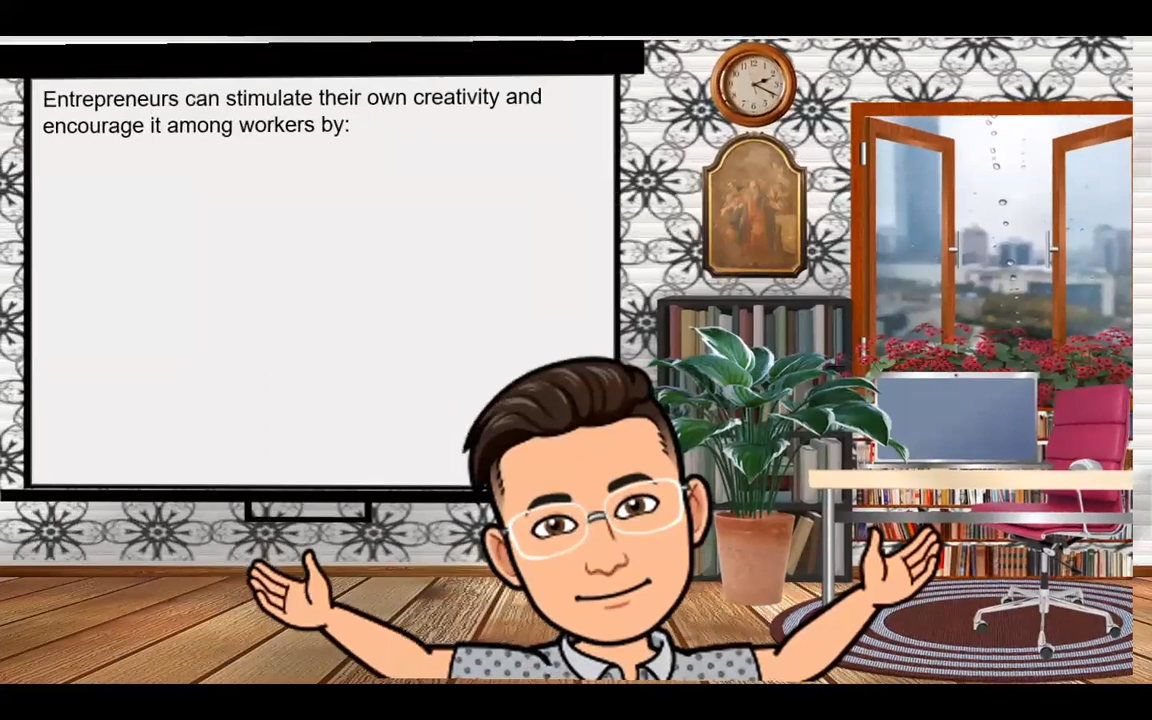 Entrepreneurs can stimulate their own creativity and
encourage it among workers by: